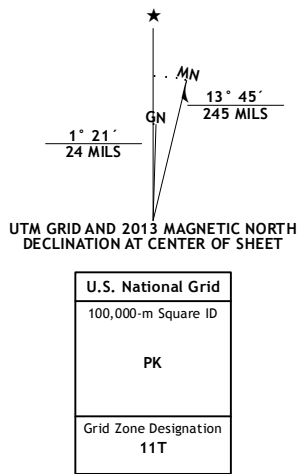 ★
MN
GN
13° 45´
245 MILS
1° 21´
24 MILS
UTM GRID AND 2013 MAGNETIC NORTH
DECLINATION AT CENTER OF SHEET
U.S. National Grid
100,000-m Square ID
PK
Grid Zone Designation
11T